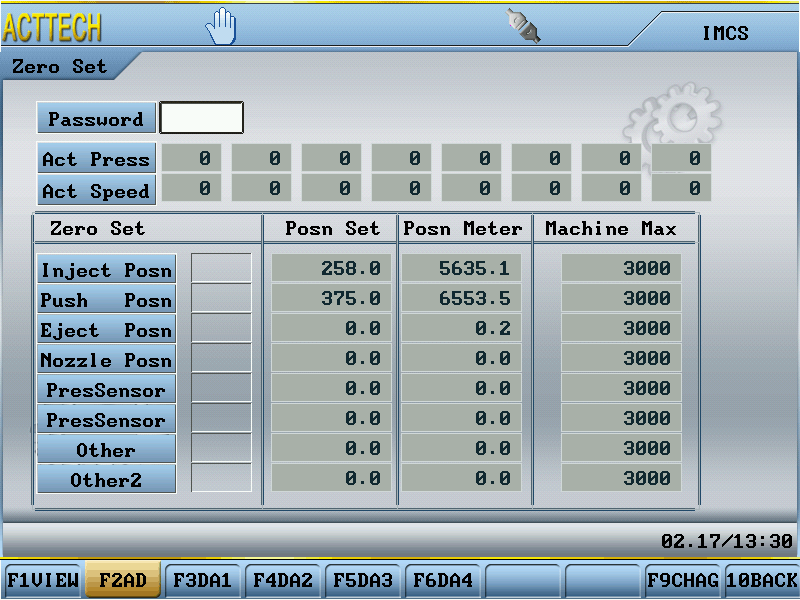 ACTTECH
IMCS
Zero Set
Password
Act Press 0 0 0 0 0 0 0 0
Act Speed 0 0 0 0 0 0 0 0
Zero Set Posn Set Posn Meter Machine Max
Inject Posn 258.0 5635.1 3000
Push Posn 375.0 6553.5 3000
Eject Posn 0.0 0.2 3000
Nozzle Posn 0.0 0.0 3000
PresSensor 0.0 0.0 3000
PresSensor 0.0 0.0 3000
Other 0.0 0.0 3000
Other2 0.0 0.0 3000
02.17/13:30
F1VIEW F2AD F3DA1 F4DA2 F5DA3 F6DA4 F9CHAG 10BACK